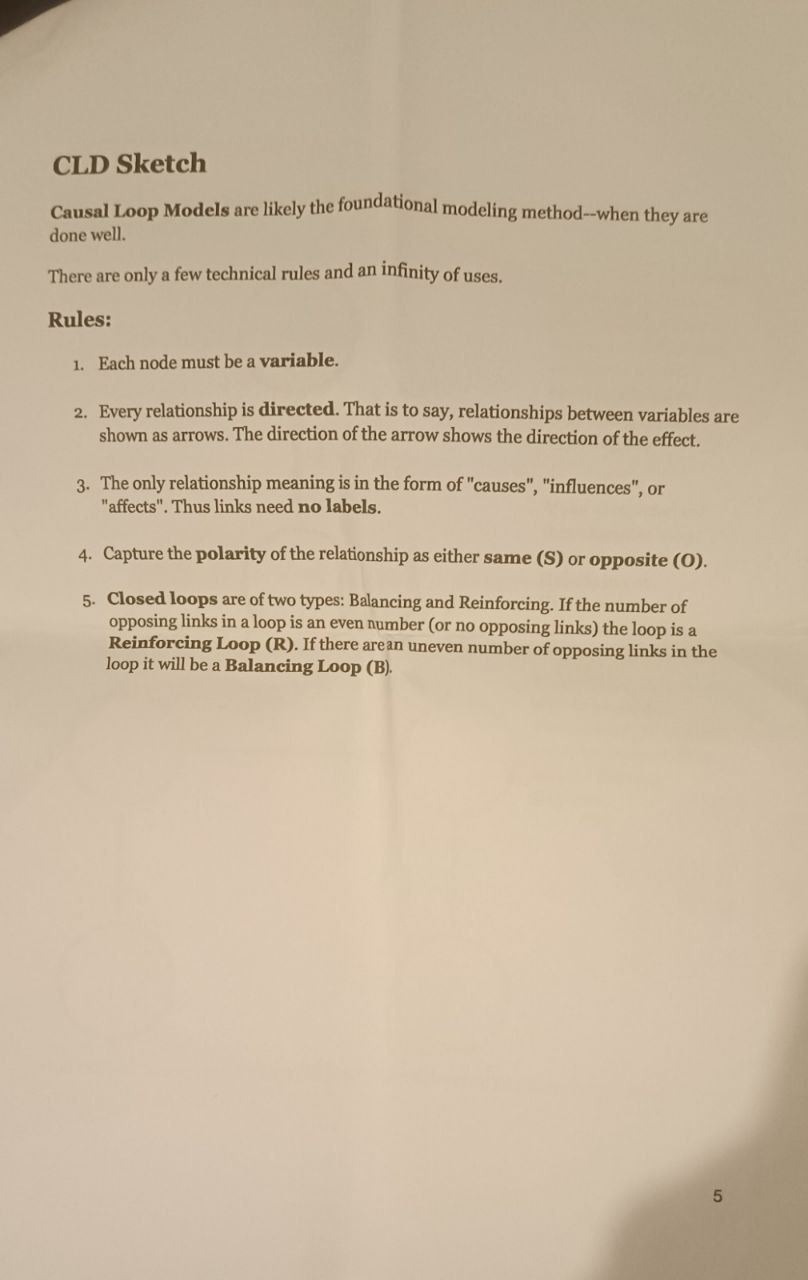 CLD Sketch
Causal Loop Models are likely the foundational modeling method--when they are
done well.
There are only a few technical rules and an infinity of uses.
Rules:
1. Each node must be a variable.
2. Every relationship is directed. That is to say, relationships between variables are
shown as arrows. The direction of the arrow shows the direction of the effect.
3. The only relationship meaning is in the form of "causes", "influences", or
"affects". Thus links need no labels.
4. Capture the polarity of the relationship as either same (S) or opposite (O).
5. Closed loops are of two types: Balancing and Reinforcing. If the number of
opposing links in a loop is an even number (or no opposing links) the loop is a
Reinforcing Loop (R). If there are an uneven number of opposing links in the
loop it will be a Balancing Loop (B).
5